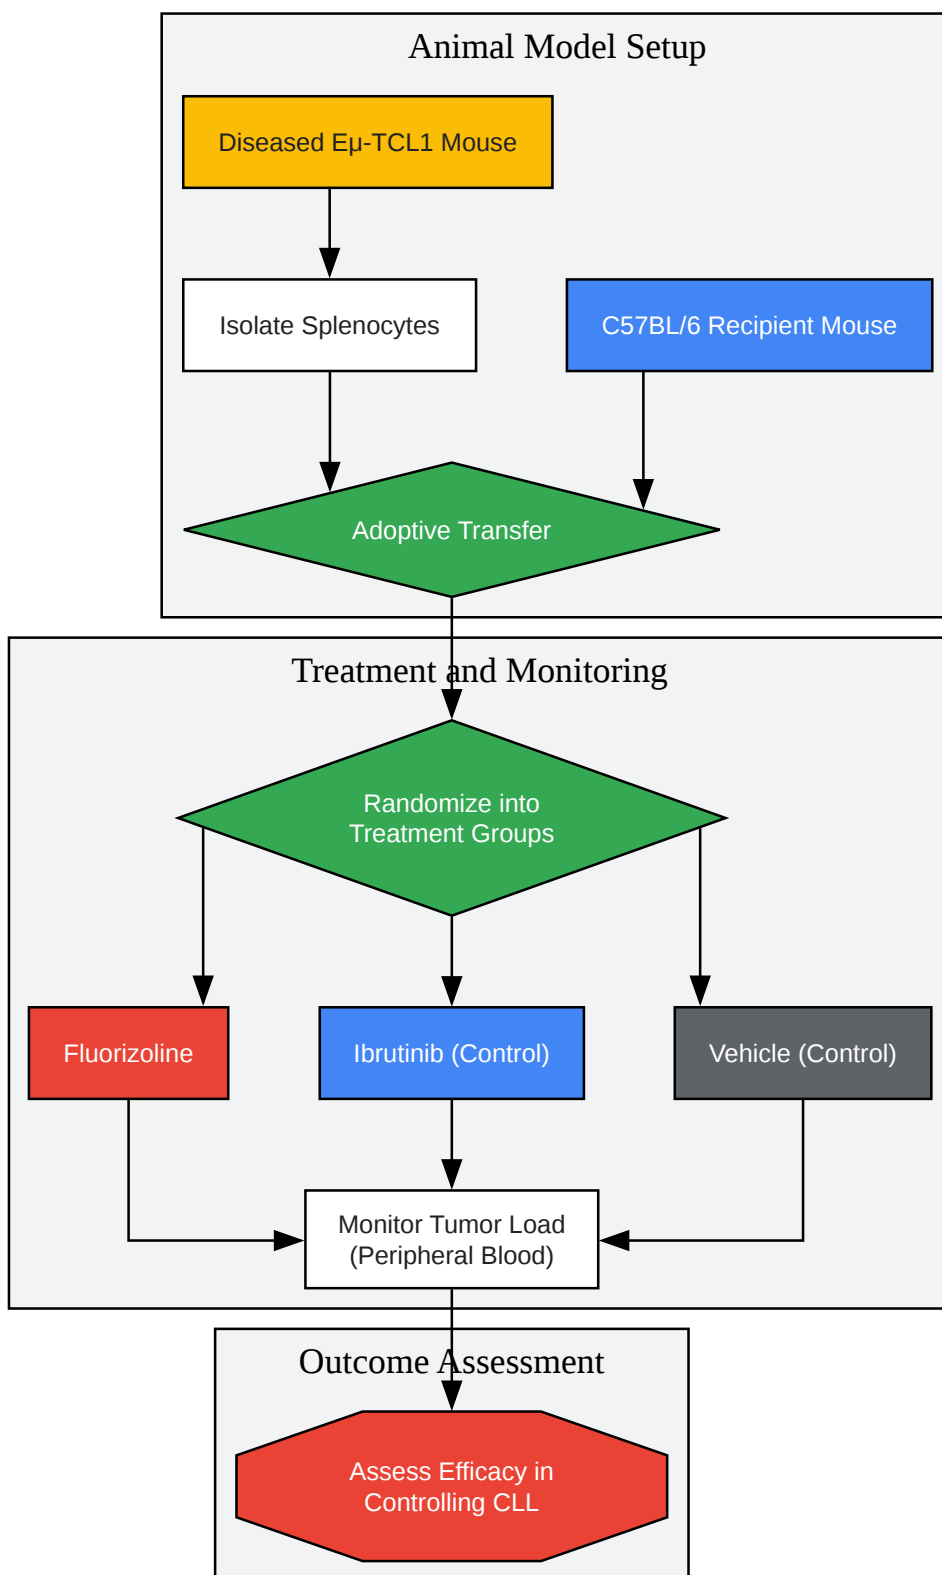 Animal Model Setup
Diseased Eµ-TCL1 Mouse
Isolate Splenocytes
C57BL/6 Recipient Mouse
Adoptive Transfer
Treatment and Monitoring
Randomize into
Treatment Groups
Fluorizoline
Ibrutinib (Control)
Vehicle (Control)
Monitor Tumor Load
(Peripheral Blood)
Outcome Assessment
Assess Efficacy in
Controlling CLL